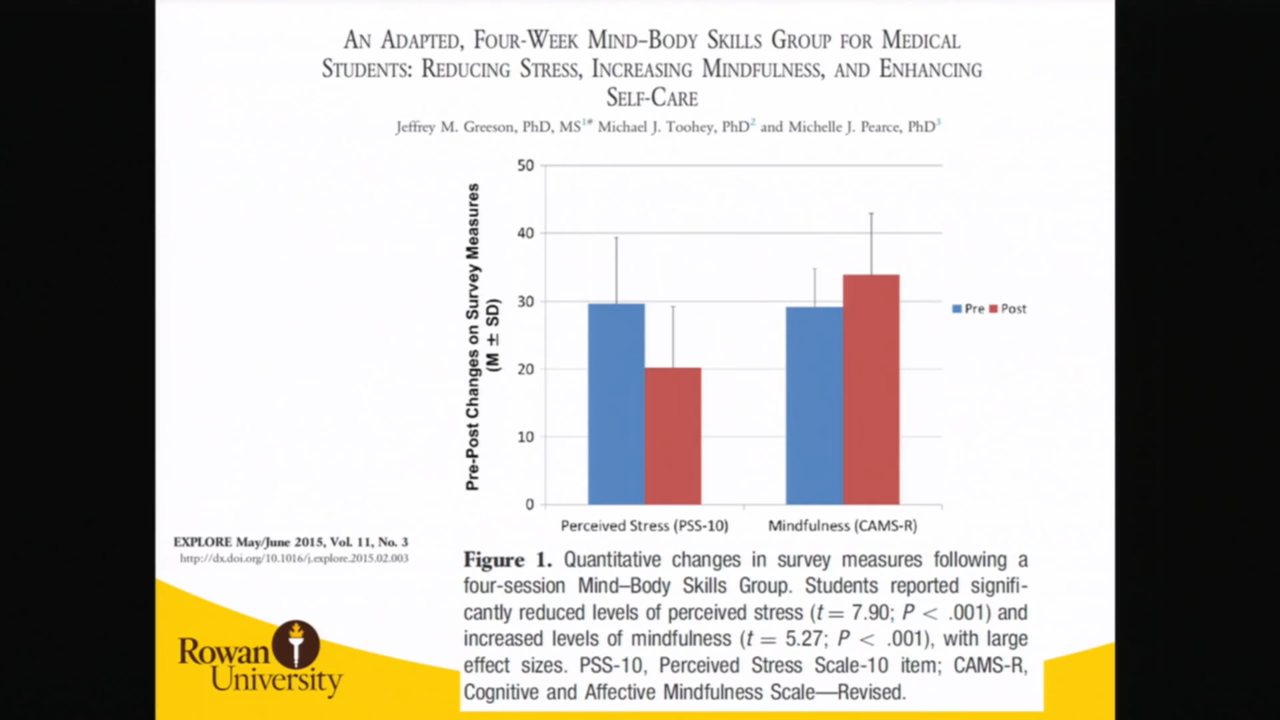 AN ADAPTED, FOUR-WEEK MIND–BODY SKILLS GROUP FOR MEDICAL
STUDENTS: REDUCING STRESS, INCREASING MINDFULNESS, AND ENHANCING
SELF-CARE
Jeffrey M. Greeson, PhD, MS1# Michael J. Toohey, PhD2 and Michelle J. Pearce, PhD3
Pre-Post Changes on Survey Measures
(M ± SD)
50
40
30
20
10
0
Perceived Stress (PSS-10)
Mindfulness (CAMS-R)
Pre Post
EXPLORE May/June 2015, Vol. 11, No. 3
http://dx.doi.org/10.1016/j.explore.2015.02.003
Figure 1. Quantitative changes in survey measures following a
four-session Mind–Body Skills Group. Students reported signifi-
cantly reduced levels of perceived stress (t = 7.90; P < .001) and
increased levels of mindfulness (t = 5.27; P < .001), with large
effect sizes. PSS-10, Perceived Stress Scale-10 item; CAMS-R,
Cognitive and Affective Mindfulness Scale—Revised.
Rowan
University